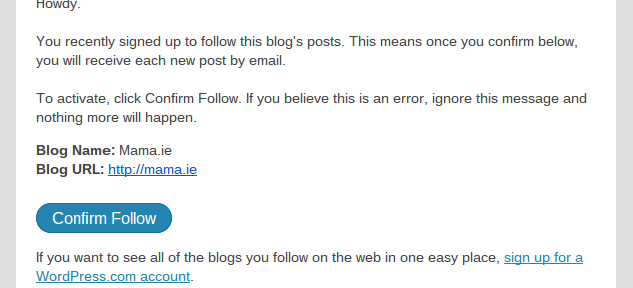 Howdy.
You recently signed up to follow this blog's posts. This means once you confirm below,
you will receive each new post by email.
To activate, click Confirm Follow. If you believe this is an error, ignore this message and
nothing more will happen.
Blog Name: Mama.ie
Blog URL: http://mama.ie
Confirm Follow
If you want to see all of the blogs you follow on the web in one easy place, sign up for a
WordPress.com account.